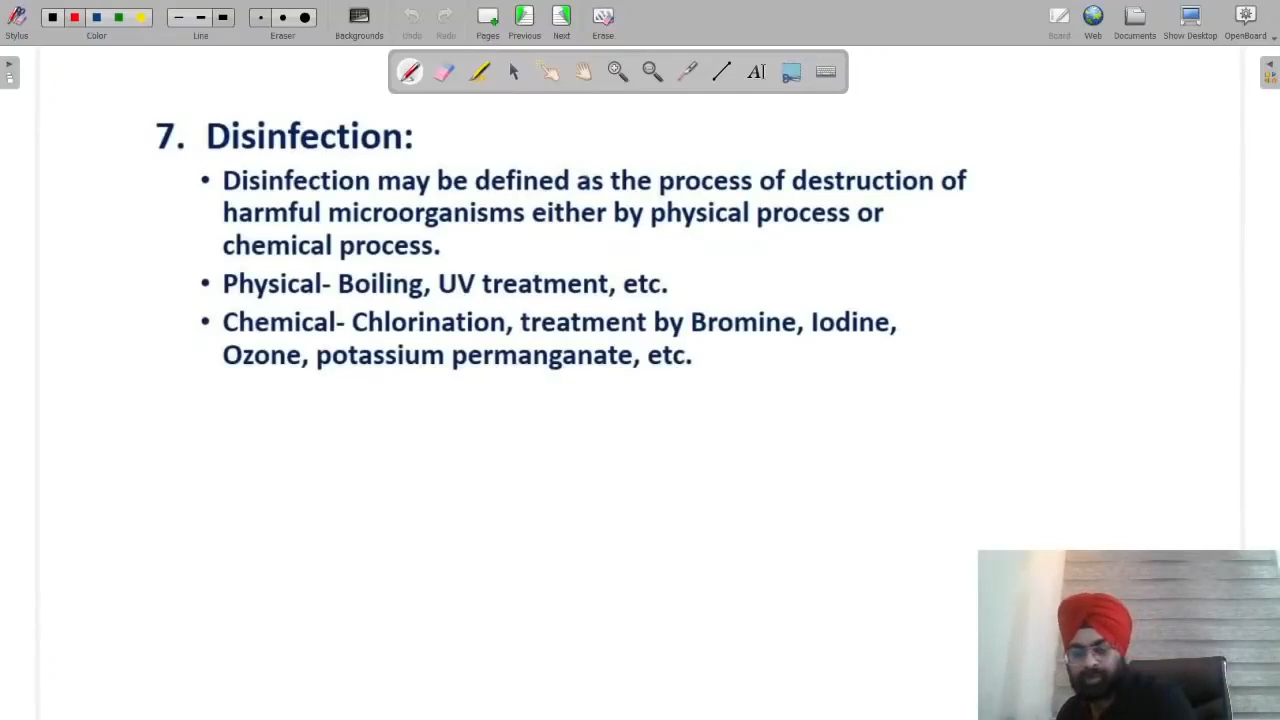 Stylus
Color
Line
Eraser
Backgrounds
Undo
Redo
Pages
Previous
Next
Erase
Board
Web
Documents
Show Desktop
OpenBoard
7. Disinfection:
• Disinfection may be defined as the process of destruction of
harmful microorganisms either by physical process or
chemical process.
• Physical- Boiling, UV treatment, etc.
• Chemical- Chlorination, treatment by Bromine, Iodine,
Ozone, potassium permanganate, etc.